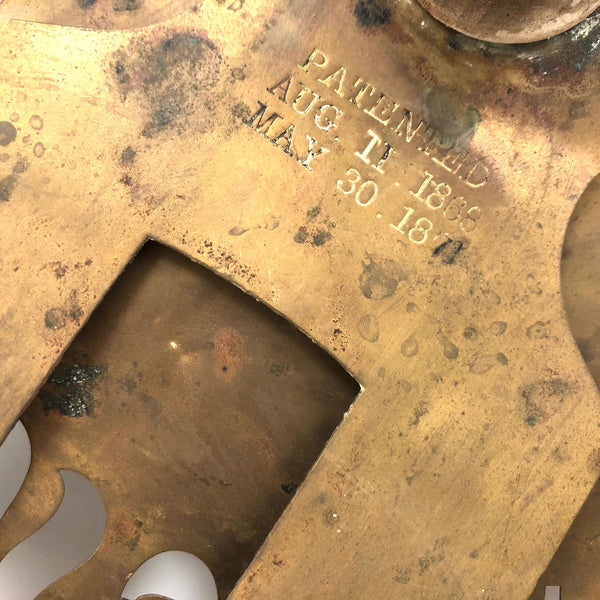 PATENTED
AUG. 11. 1868
MAY 30. 1871